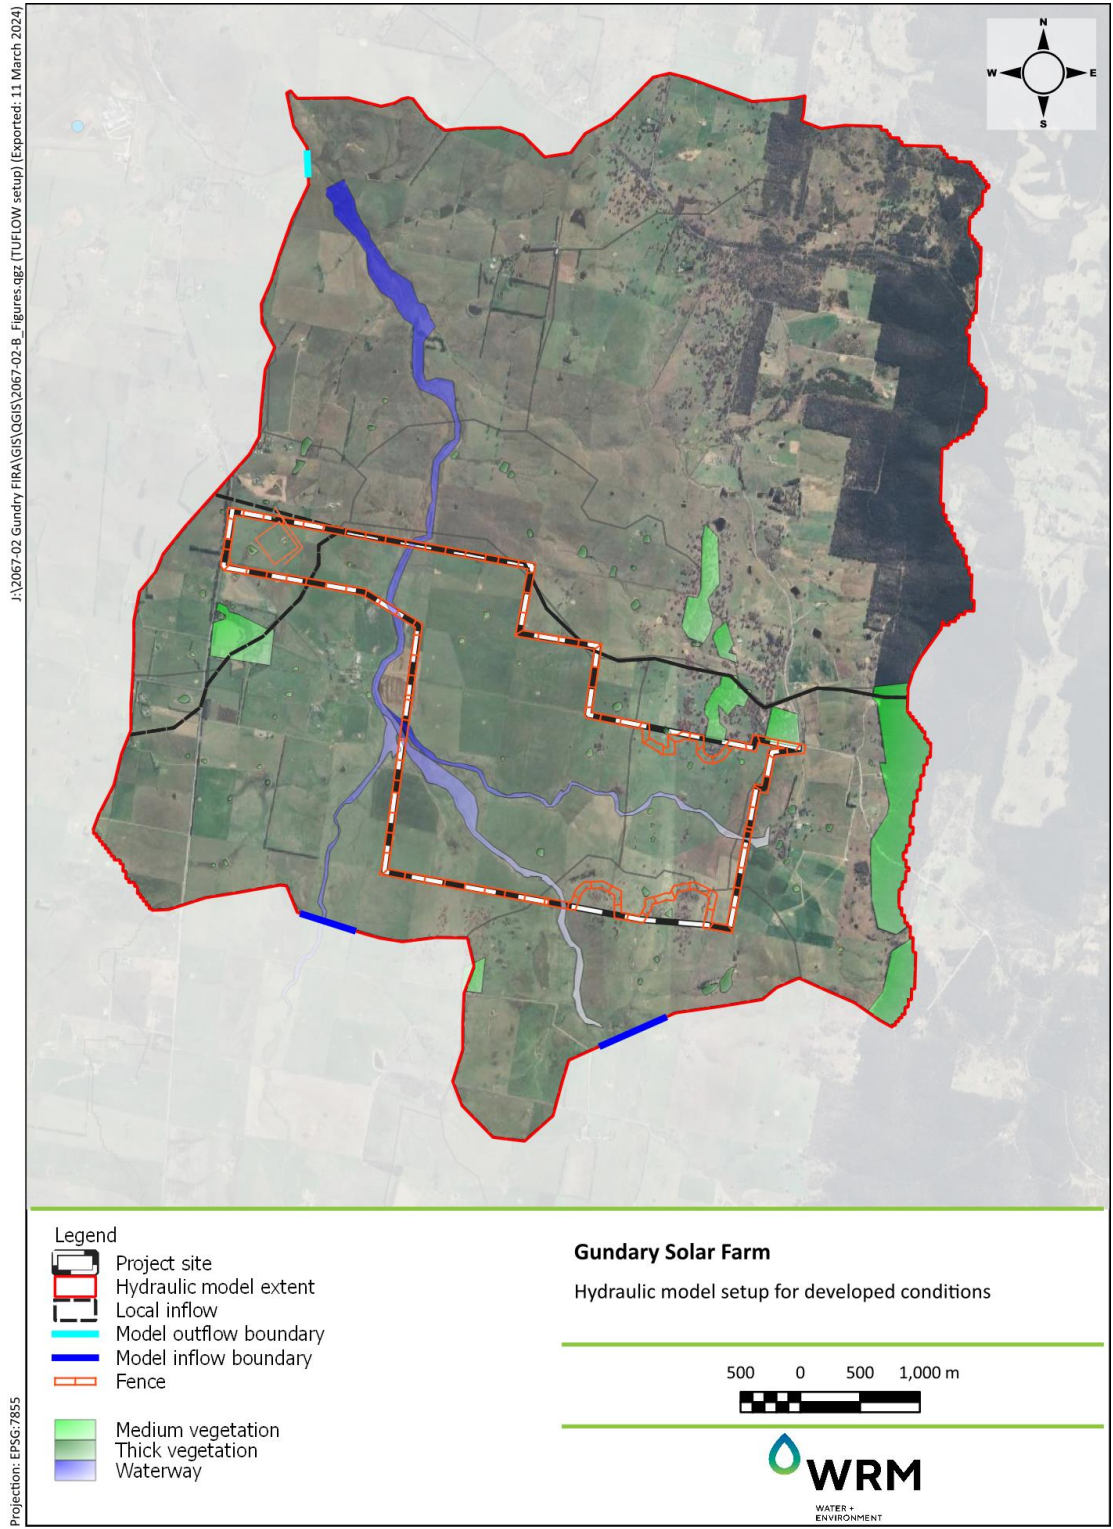 J:\2067-02 Gundry FIRA\GIS\QGIS\2067-02-B_Figures.qgz (TUFLOW setup) (Exported: 11 March 2024)
N
W
E
S
Legend
Project site
Hydraulic model extent
Local inflow
Model outflow boundary
Model inflow boundary
Fence
Medium vegetation
Thick vegetation
Waterway
Gundary Solar Farm
Hydraulic model setup for developed conditions
500 0 500 1,000 m
WRM
WATER +
ENVIRONMENT
Projection: EPSG:7855